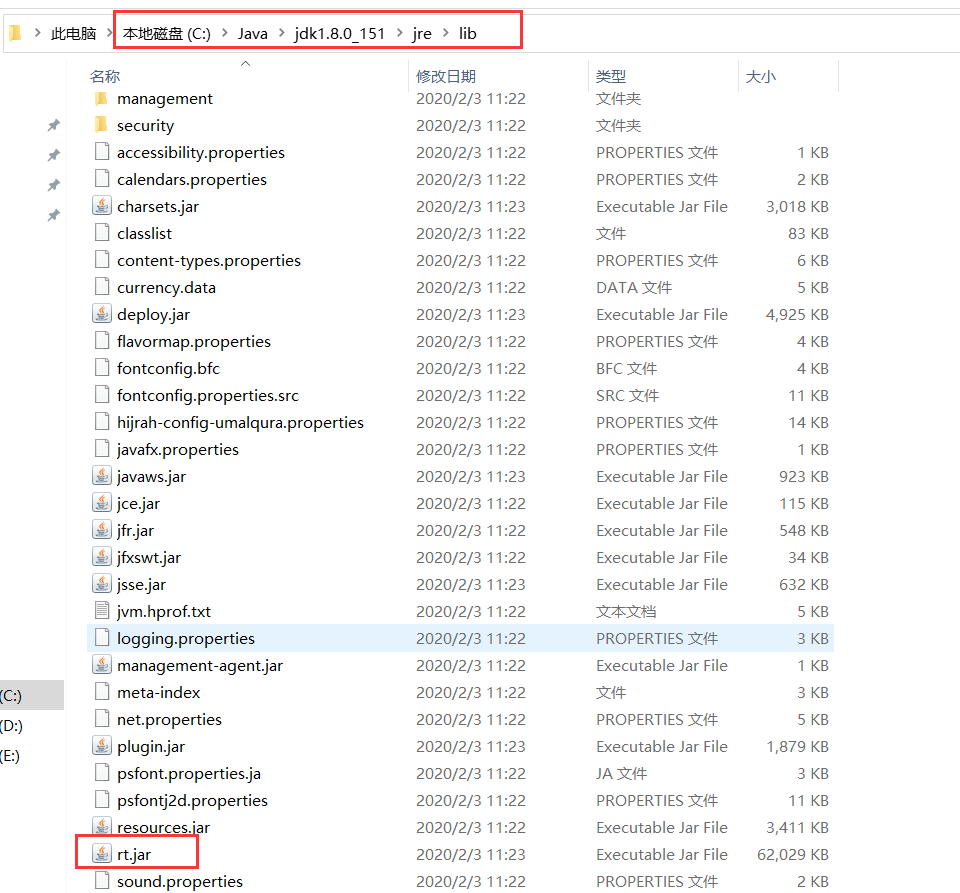 此电脑 本地磁盘 (C:) Java jdk1.8.0_151 jre lib
名称 修改日期 类型 大小
management 2020/2/3 11:22 文件夹
security 2020/2/3 11:22 文件夹
accessibility.properties 2020/2/3 11:22 PROPERTIES 文件 1 KB
calendars.properties 2020/2/3 11:22 PROPERTIES 文件 2 KB
charsets.jar 2020/2/3 11:23 Executable Jar File 3,018 KB
classlist 2020/2/3 11:22 文件 83 KB
content-types.properties 2020/2/3 11:22 PROPERTIES 文件 6 KB
currency.data 2020/2/3 11:22 DATA 文件 5 KB
deploy.jar 2020/2/3 11:23 Executable Jar File 4,925 KB
flavormap.properties 2020/2/3 11:22 PROPERTIES 文件 4 KB
fontconfig.bfc 2020/2/3 11:22 BFC 文件 4 KB
fontconfig.properties.src 2020/2/3 11:22 SRC 文件 11 KB
hijrah-config-umalqura.properties 2020/2/3 11:22 PROPERTIES 文件 14 KB
javafx.properties 2020/2/3 11:22 PROPERTIES 文件 1 KB
javaws.jar 2020/2/3 11:23 Executable Jar File 923 KB
jce.jar 2020/2/3 11:22 Executable Jar File 115 KB
jfr.jar 2020/2/3 11:22 Executable Jar File 548 KB
jfxswt.jar 2020/2/3 11:22 Executable Jar File 34 KB
jsse.jar 2020/2/3 11:23 Executable Jar File 632 KB
jvm.hprof.txt 2020/2/3 11:22 文本文档 5 KB
logging.properties 2020/2/3 11:22 PROPERTIES 文件 3 KB
management-agent.jar 2020/2/3 11:22 Executable Jar File 1 KB
(C:) meta-index 2020/2/3 11:22 文件 3 KB
(D:) net.properties 2020/2/3 11:22 PROPERTIES 文件 5 KB
(E:) plugin.jar 2020/2/3 11:23 Executable Jar File 1,879 KB
psfont.properties.ja 2020/2/3 11:22 JA 文件 3 KB
psfontj2d.properties 2020/2/3 11:22 PROPERTIES 文件 11 KB
resources.jar 2020/2/3 11:22 Executable Jar File 3,411 KB
rt.jar 2020/2/3 11:23 Executable Jar File 62,029 KB
sound.properties 2020/2/3 11:22 PROPERTIES 文件 2 KB